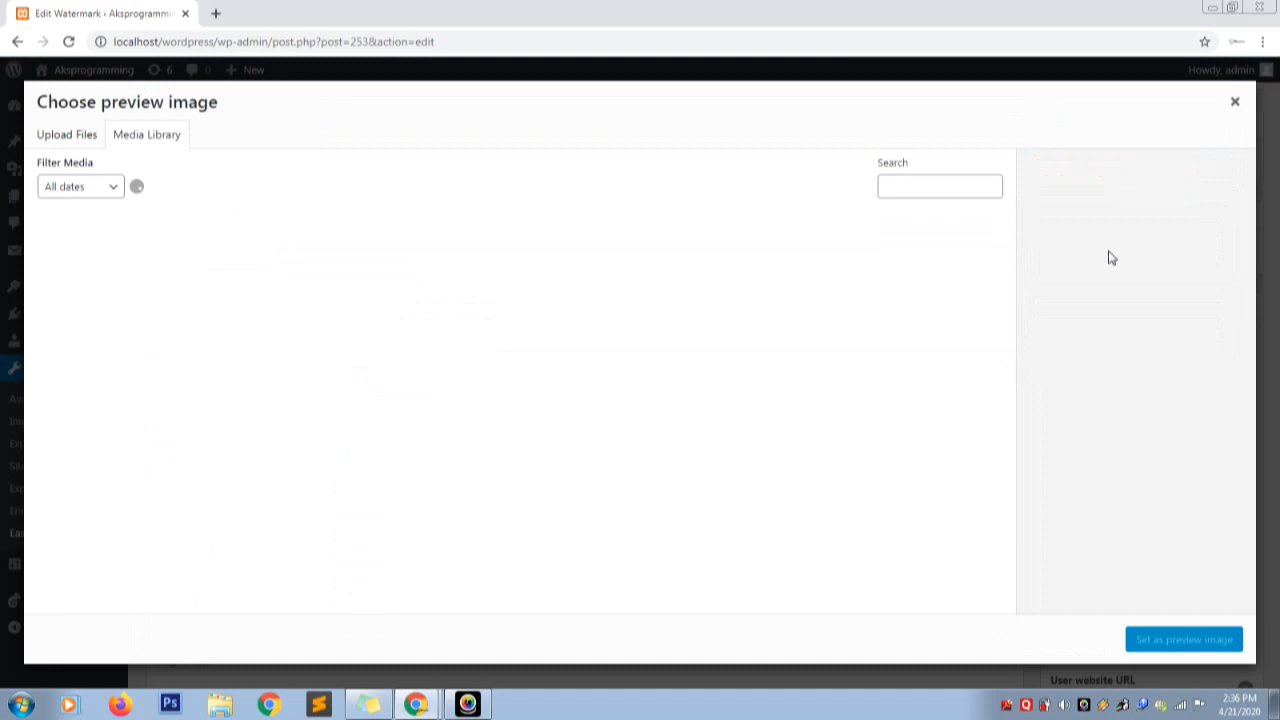 Edit Watermark ‹ Aksprogrammi
localhost/wordpress/wp-admin/post.php?post=253&action=edit
Aksprogramming 6 0 New
Howdy, admin
Choose preview image
Upload Files
Media Library
Filter Media
Search
All dates
Set as preview image
User website URL
Ps
2:36 PM
4/21/2020